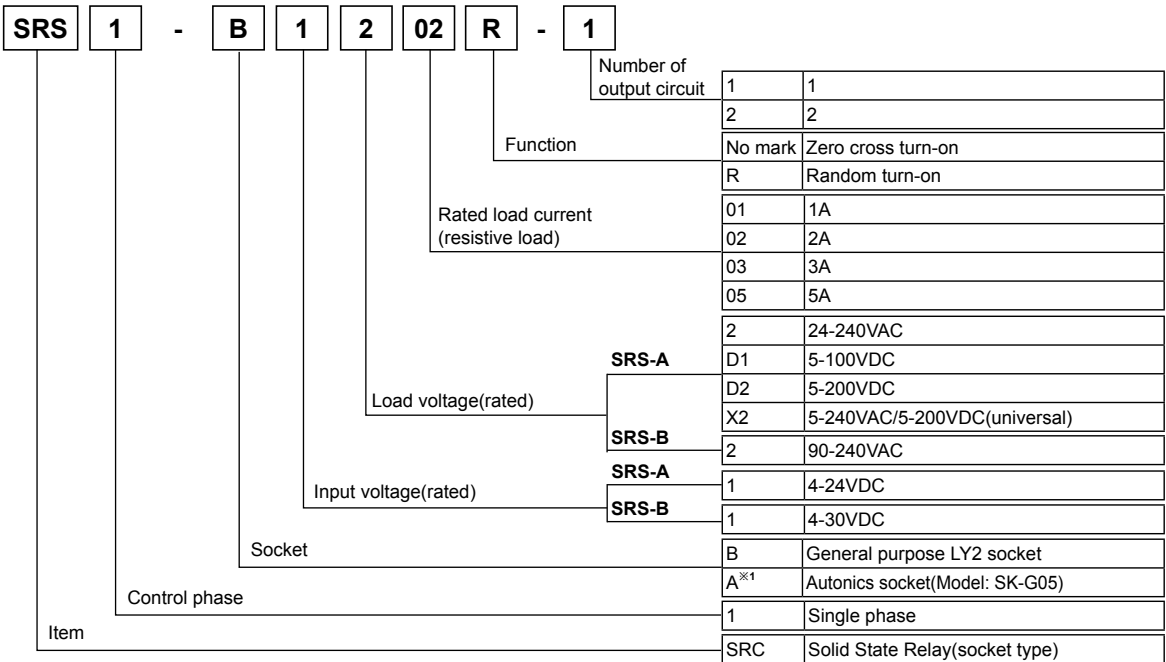 SRS 1 - B 1 2 02 R - 1
Number of
output circuit
1 1
2 2
Function
No mark Zero cross turn-on
R Random turn-on
Rated load current
(resistive load)
01 1A
02 2A
03 3A
05 5A
Load voltage(rated)
SRS-A
2 24-240VAC
D1 5-100VDC
D2 5-200VDC
X2 5-240VAC/5-200VDC(universal)
SRS-B
2 90-240VAC
Input voltage(rated)
SRS-A
1 4-24VDC
SRS-B
1 4-30VDC
Socket
B General purpose LY2 socket
A※1 Autonics socket(Model: SK-G05)
Control phase
1 Single phase
Item
SRC Solid State Relay(socket type)